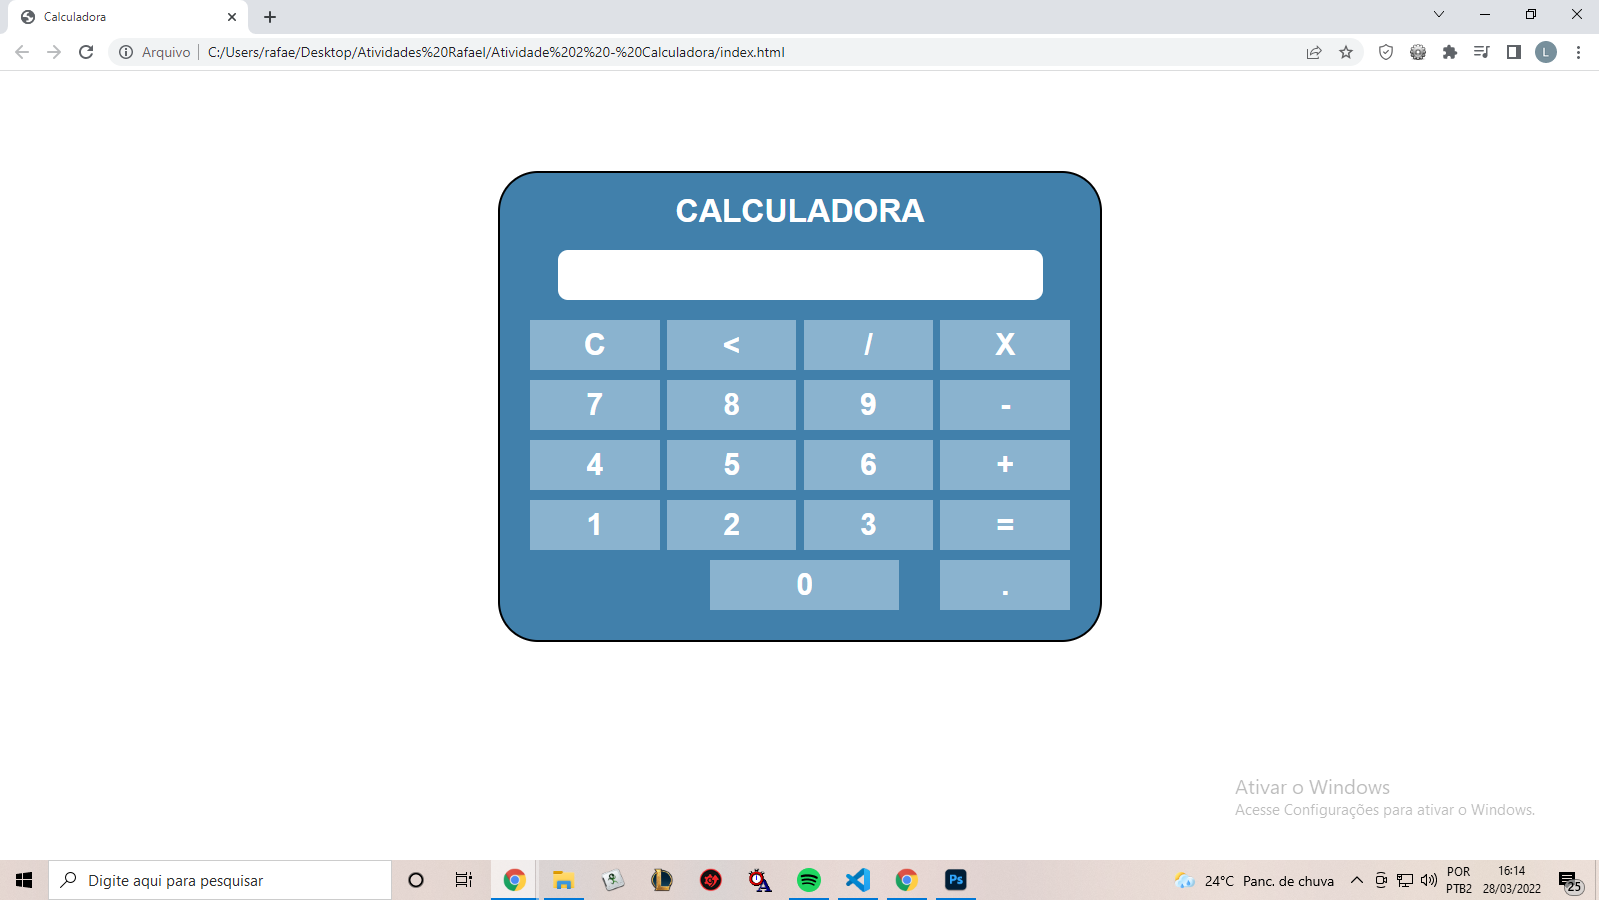 Calculadora
Arquivo C:/Users/rafae/Desktop/Atividades%20Rafael/Atividade%202%20-%20Calculadora/index.html
L
CALCULADORA
C < / X
7 8 9 -
4 5 6 +
1 2 3 =
0 .
Ativar o Windows
Acesse Configurações para ativar o Windows.
Digite aqui para pesquisar
A
Ps
24°C Panc. de chuva
POR
PTB2
16:14
28/03/2022
25